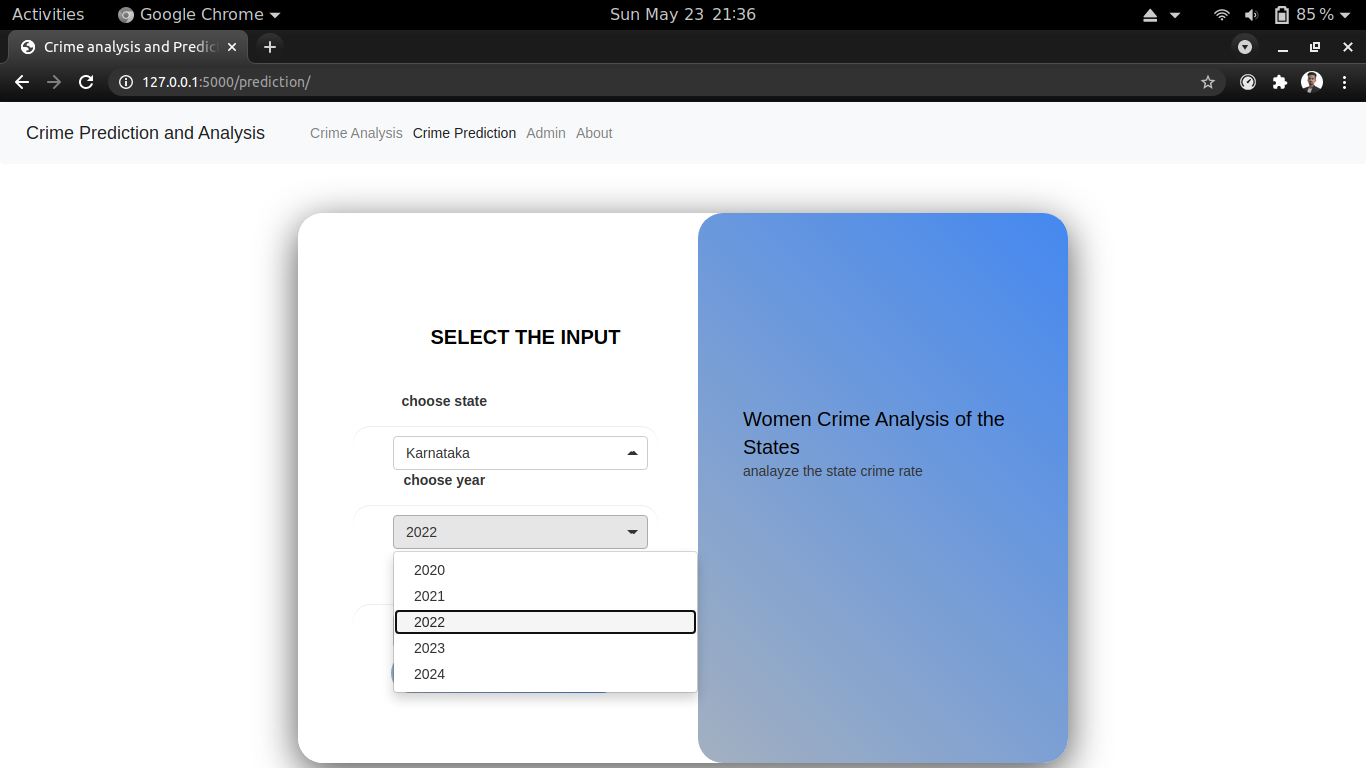 Activities Google Chrome Sun May 23 21:36 85 %
Crime analysis and Predic
127.0.0.1:5000/prediction/
Crime Prediction and Analysis Crime Analysis Crime Prediction Admin About
SELECT THE INPUT
choose state
Karnataka
choose year
2022
2020
2021
2022
2023
2024
Women Crime Analysis of the
States
analayze the state crime rate